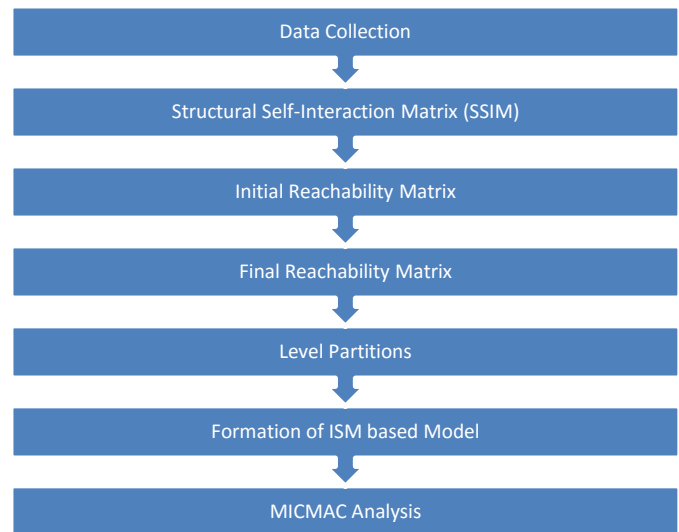 Data Collection
Structural Self-Interaction Matrix (SSIM)
Initial Reachability Matrix
Final Reachability Matrix
Level Partitions
Formation of ISM based Model
MICMAC Analysis